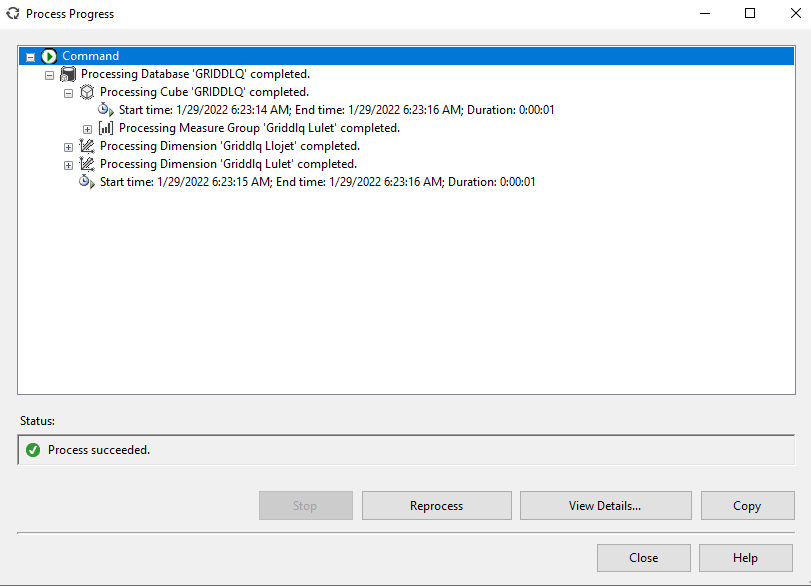 Process Progress
Command
Processing Database 'GRIDDLQ' completed.
Processing Cube 'GRIDDLQ' completed.
Start time: 1/29/2022 6:23:14 AM; End time: 1/29/2022 6:23:16 AM; Duration: 0:00:01
Processing Measure Group 'Griddlq Lulet' completed.
Processing Dimension 'Griddlq Llojet' completed.
Processing Dimension 'Griddlq Lulet' completed.
Start time: 1/29/2022 6:23:15 AM; End time: 1/29/2022 6:23:16 AM; Duration: 0:00:01
Status:
Process succeeded.
Stop Reprocess View Details... Copy
Close Help